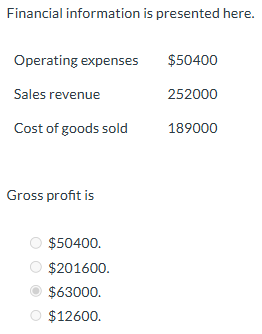 Financial information is presented here.
Operating expenses $50400
Sales revenue 252000
Cost of goods sold 189000
Gross profit is
$50400.
$201600.
$63000.
$12600.